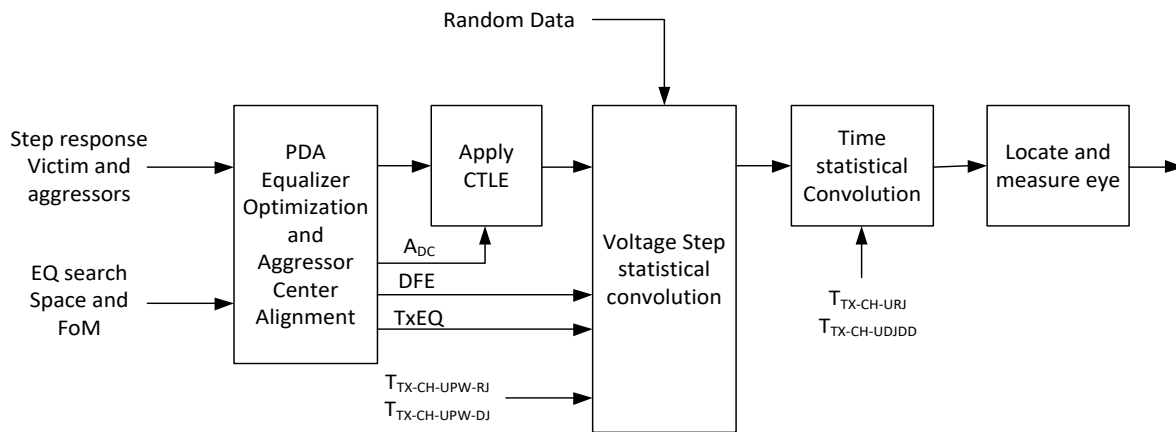 Random Data
Step response
Victim and
aggressors
EQ search
Space and
FoM
PDA
Equalizer
Optimization
and
Aggressor
Center
Alignment
Apply
CTLE
A_DC
DFE
TxEQ
T_TX-CH-UPW-RJ
T_TX-CH-UPW-DJ
Voltage Step
statistical
convolution
Time
statistical
Convolution
T_TX-CH-URJ
T_TX-CH-UDJDD
Locate and
measure eye